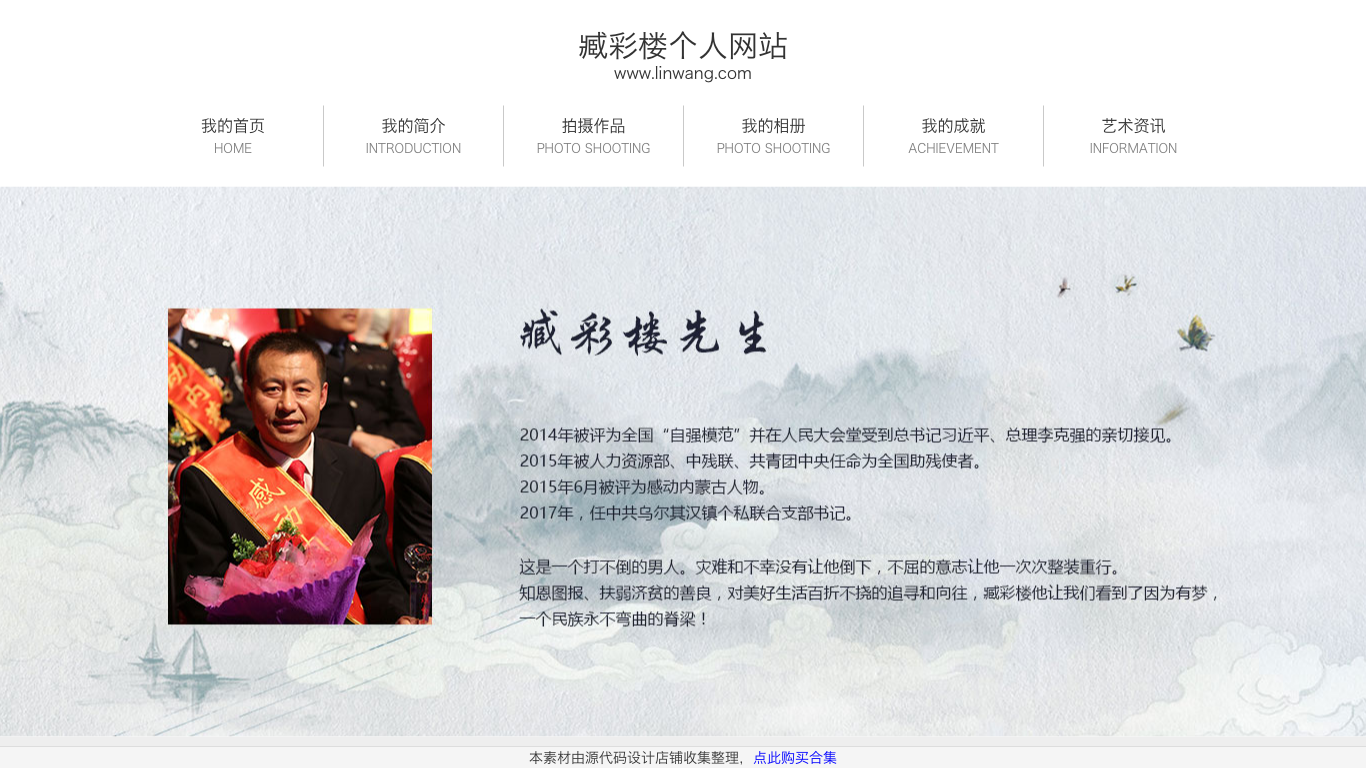 臧彩楼个人网站
www.linwang.com
我的首页
HOME
我的简介
INTRODUCTION
拍摄作品
PHOTO SHOOTING
我的相册
PHOTO SHOOTING
我的成就
ACHIEVEMENT
艺术资讯
INFORMATION
臧彩楼先生
感动
2014年被评为全国“自强模范”并在人民大会堂受到总书记习近平、总理李克强的亲切接见。
2015年被人力资源部、中残联、共青团中央任命为全国助残使者。
2015年6月被评为感动内蒙古人物。
2017年，任中共乌尔其汉镇个私联合支部书记。
这是一个打不倒的男人。灾难和不幸没有让他倒下，不屈的意志让他一次次整装重行。
知恩图报、扶弱济贫的善良，对美好生活百折不挠的追寻和向往，臧彩楼他让我们看到了因为有梦，
一个民族永不弯曲的脊梁！
本素材由源代码设计店铺收集整理，点此购买合集